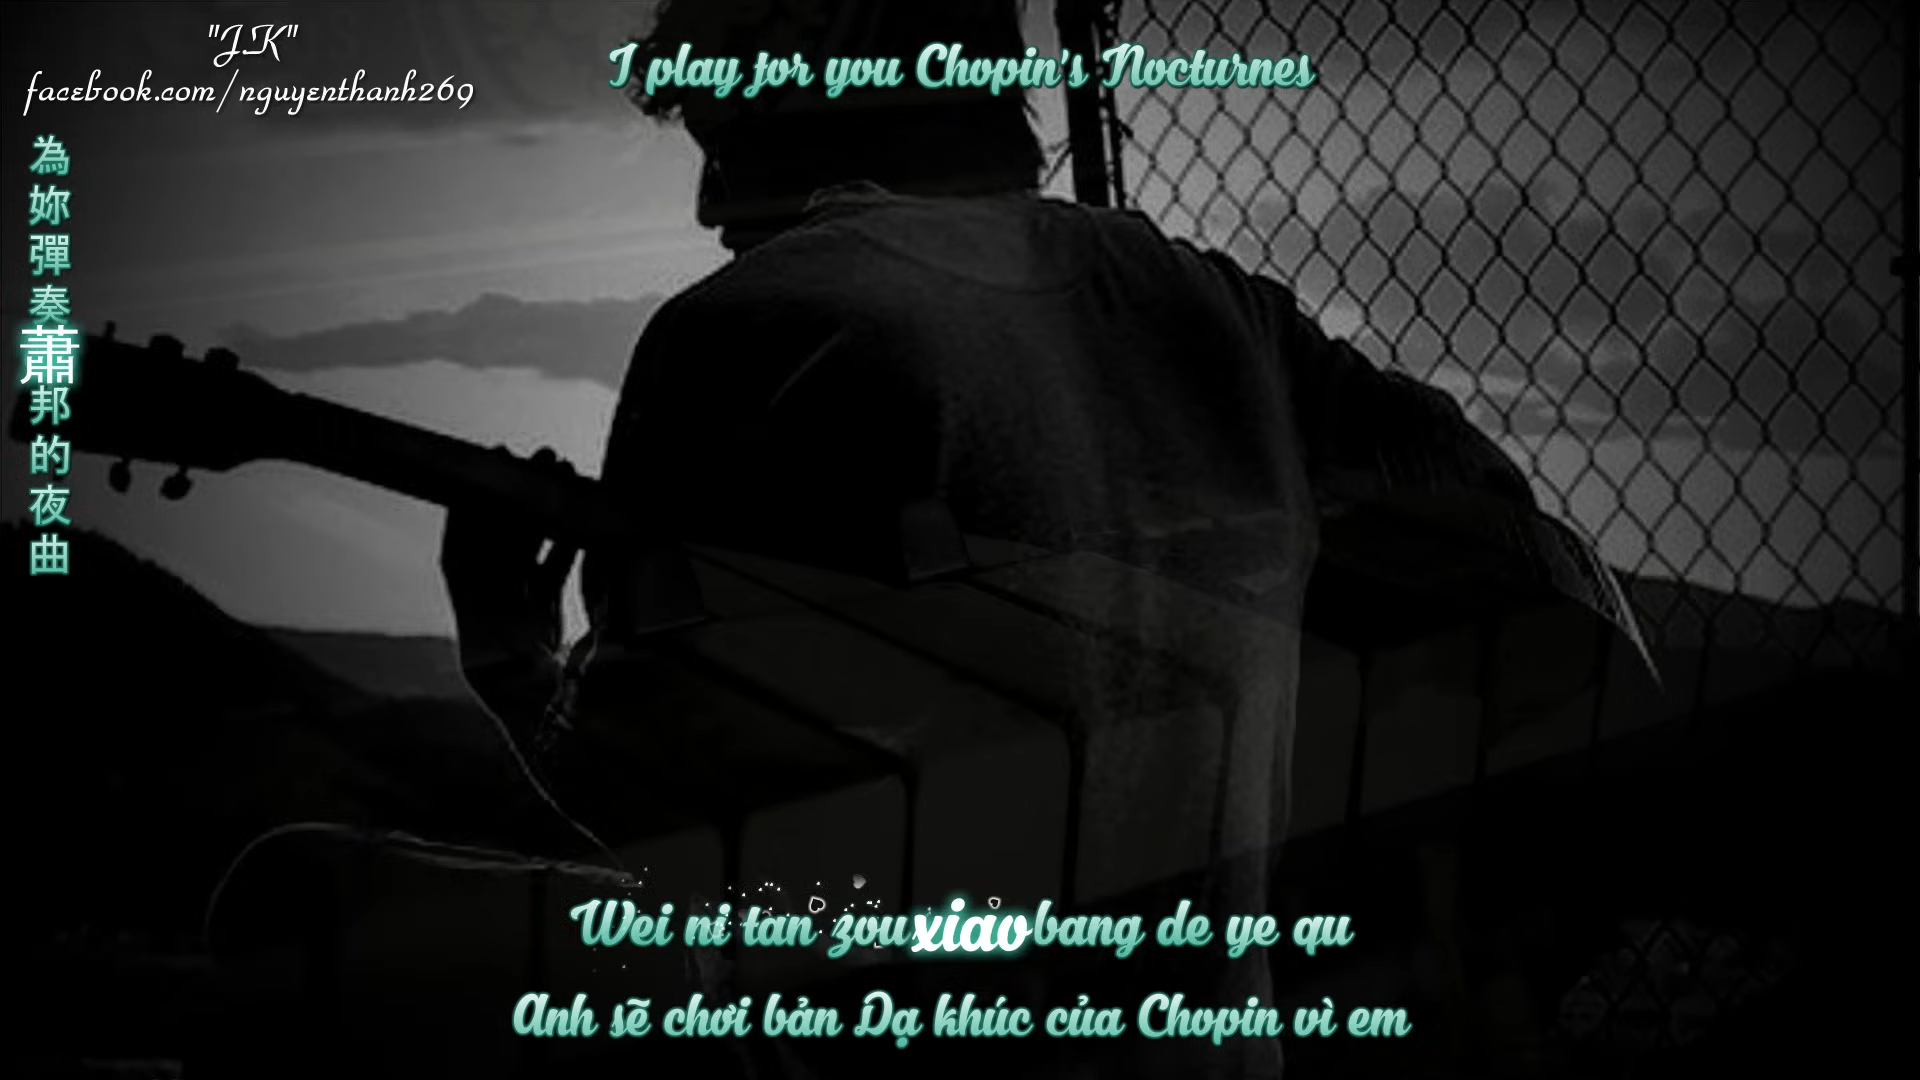 "J.K"
facebook.com/nguyenthanh269
I play for you Chopin's Nocturnes
為妳彈奏蕭邦的夜曲
Wei ni tan zou xiao bang de ye qu
Anh sẽ chơi bản Dạ khúc của Chopin vì em